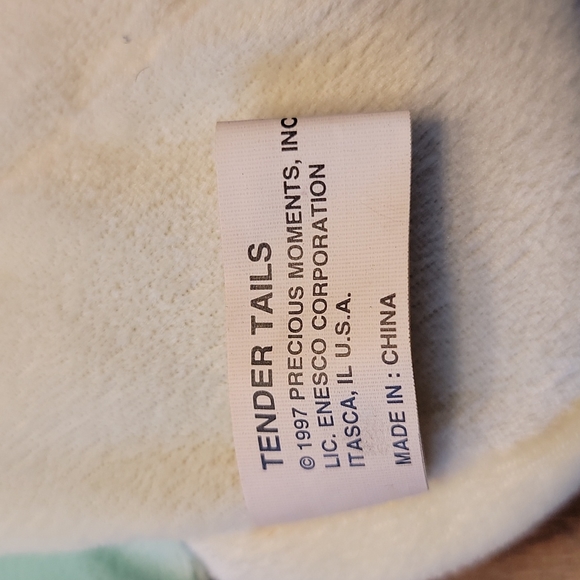 TENDER TAILS
© 1997 PRECIOUS MOMENTS, INC
LIC. ENESCO CORPORATION
ITASCA, IL U.S.A.
MADE IN : CHINA